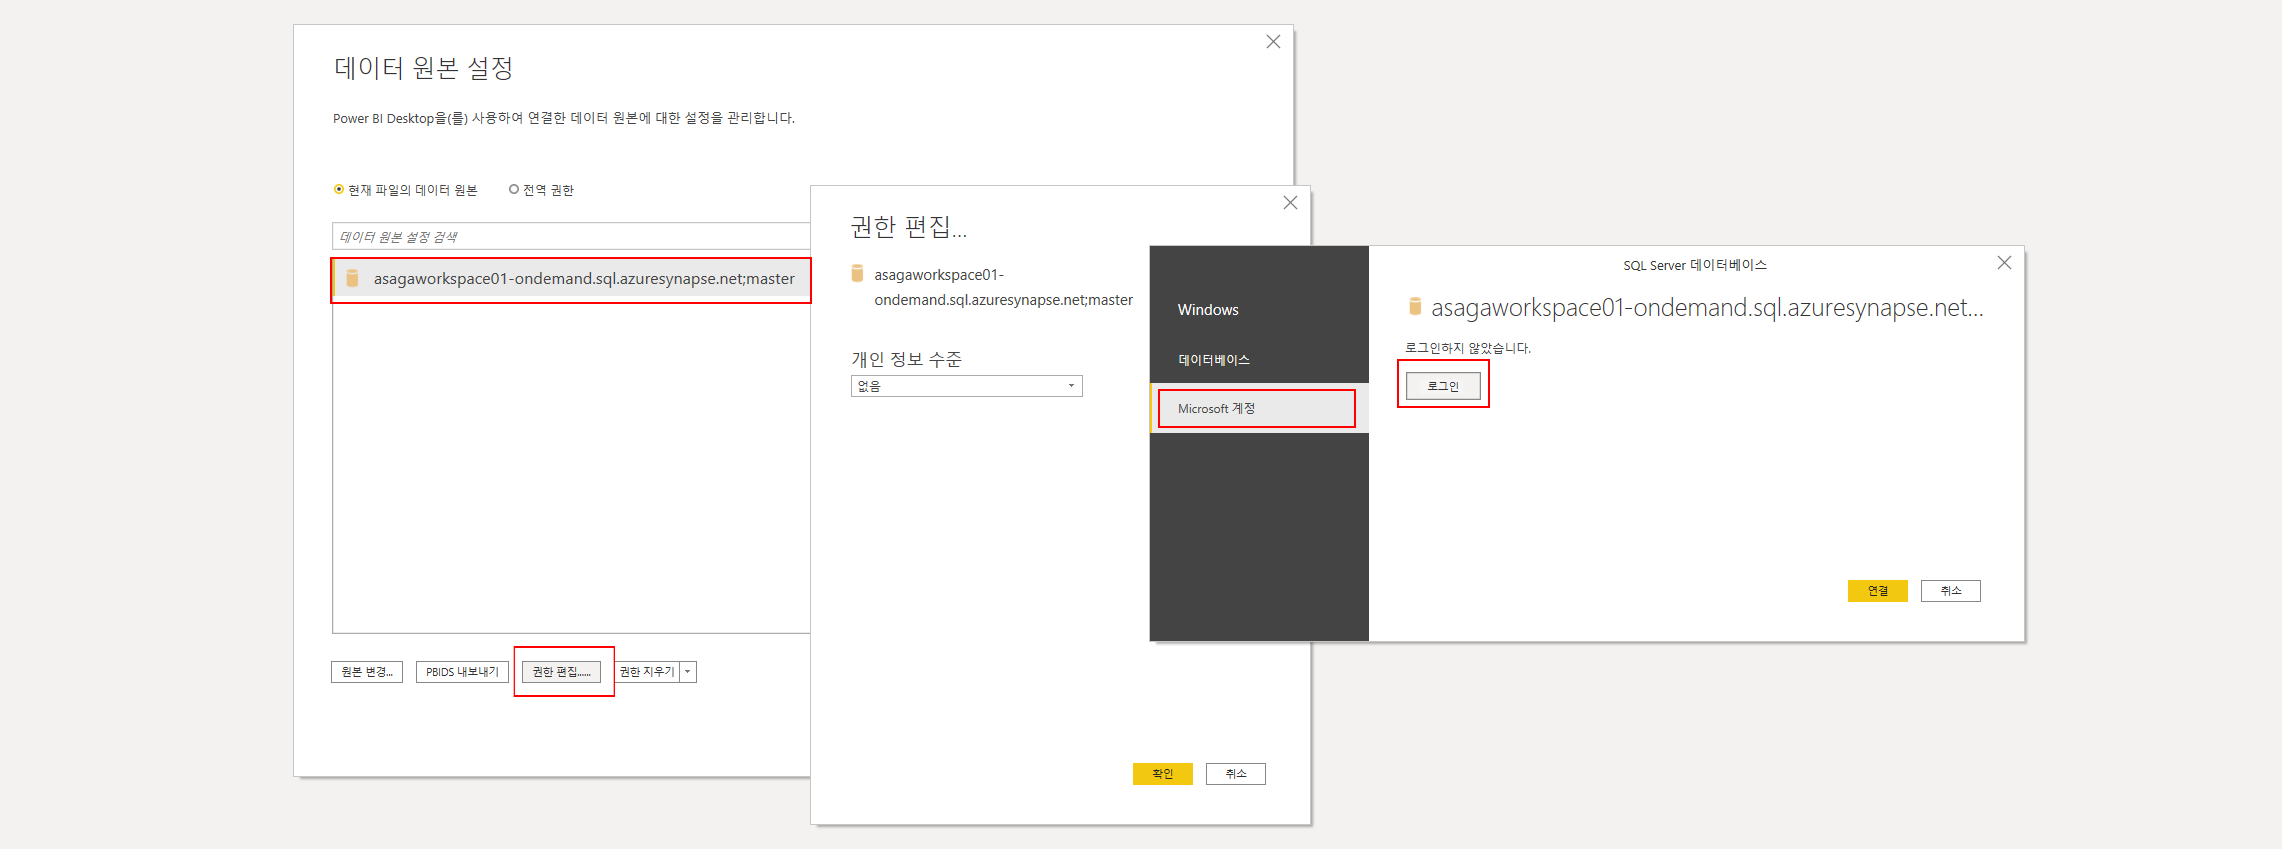 데이터 원본 설정
Power BI Desktop을(를) 사용하여 연결한 데이터 원본에 대한 설정을 관리합니다.
현재 파일의 데이터 원본
전역 권한
데이터 원본 설정 검색
asagaworkspace01-ondemand.sql.azuresynapse.net;master
원본 변경...
PBIDS 내보내기
권한 편집......
권한 지우기
권한 편집...
asagaworkspace01-
ondemand.sql.azuresynapse.net;master
개인 정보 수준
없음
확인
취소
Windows
데이터베이스
Microsoft 계정
SQL Server 데이터베이스
asagaworkspace01-ondemand.sql.azuresynapse.net...
로그인하지 않았습니다.
로그인
연결
취소